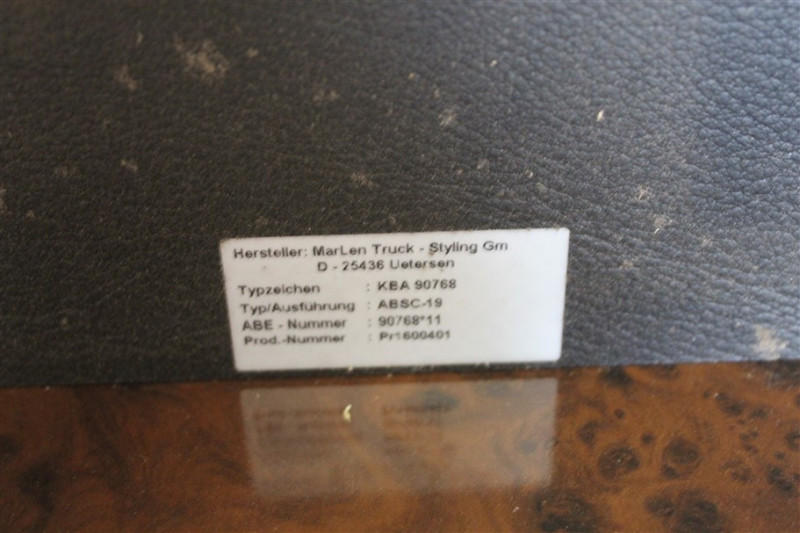 Hersteller: MarLen Truck - Styling Gm
D - 25436 Uetersen
Typzeichen : KBA 90768
Typ/Ausführung : ABSC-19
ABE - Nummer : 90768*11
Prod.-Nummer : Pr1600401